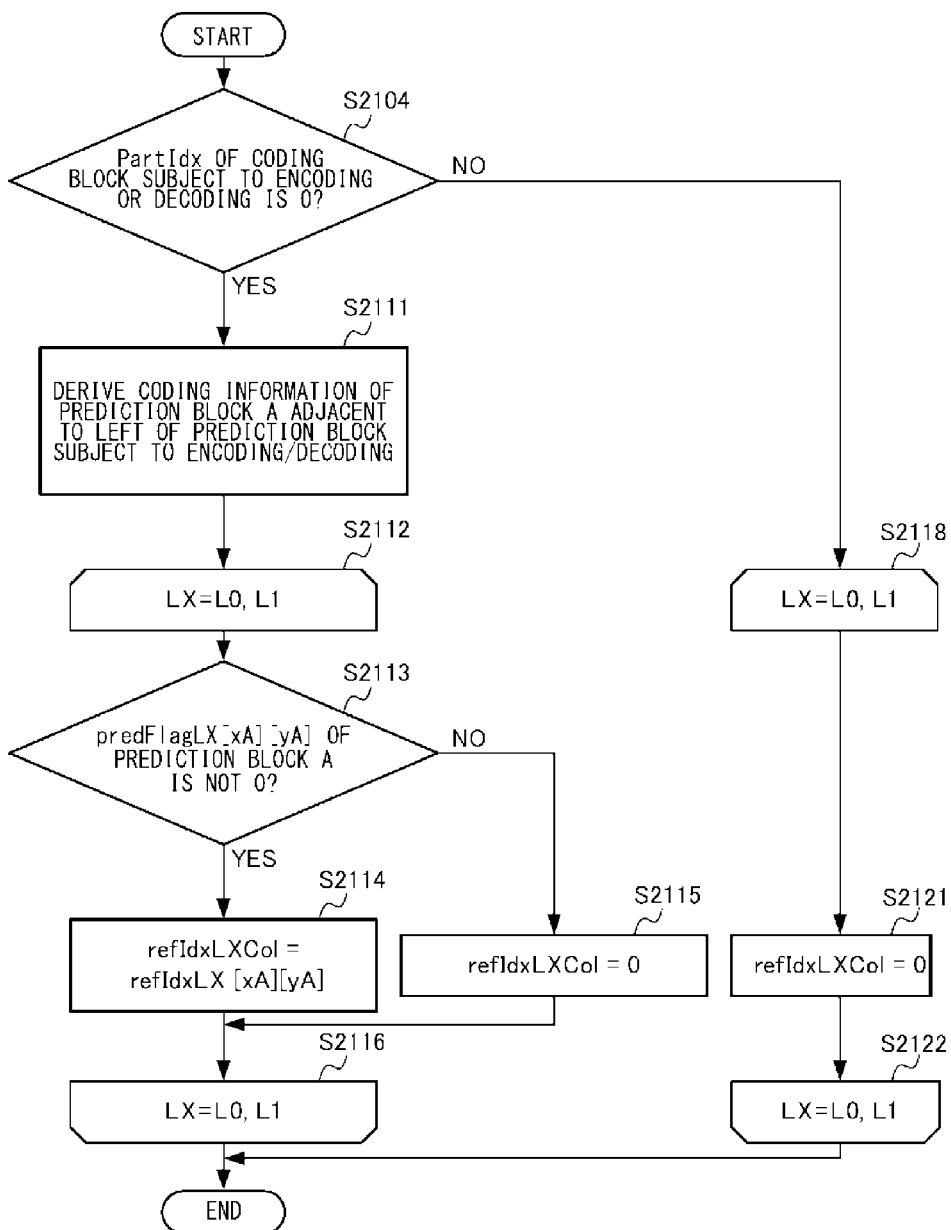 START
S2104
PartIdx OF CODING
BLOCK SUBJECT TO ENCODING
OR DECODING IS 0?
NO
YES
S2111
DERIVE CODING INFORMATION OF
PREDICTION BLOCK A ADJACENT
TO LEFT OF PREDICTION BLOCK
SUBJECT TO ENCODING/DECODING
S2112
LX=L0, L1
S2118
LX=L0, L1
S2113
predFlagLX[xA][yA] OF
PREDICTION BLOCK A
IS NOT 0?
NO
YES
S2114
refIdxLXCol =
refIdxLX [xA][yA]
S2115
refIdxLXCol = 0
S2121
refIdxLXCol = 0
S2116
LX=L0, L1
S2122
LX=L0, L1
END